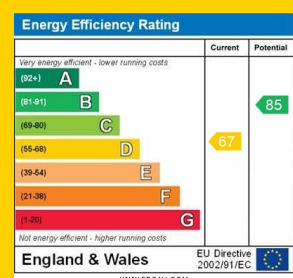 Energy Efficiency Rating
Current Potential
Very energy efficient - lower running costs
(92+) A
(81-91) B
85
(69-80) C
(55-68) D
67
(39-54) E
(21-38) F
(1-20) G
Not energy efficient - higher running costs
England & Wales
EU Directive
2002/91/EC